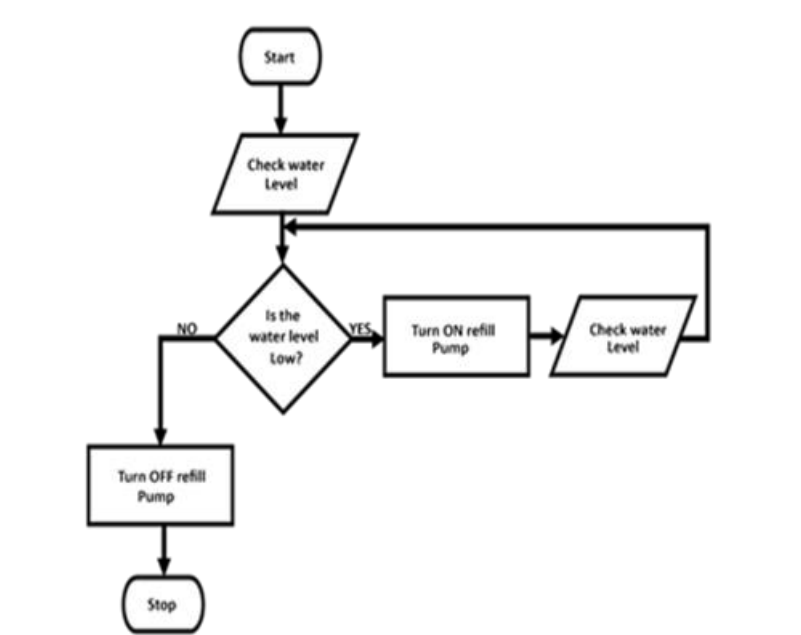 Start
Check water
Level
Is the
water level
Low?
NO
YES
Turn ON refill
Pump
Check water
Level
Turn OFF refill
Pump
Stop